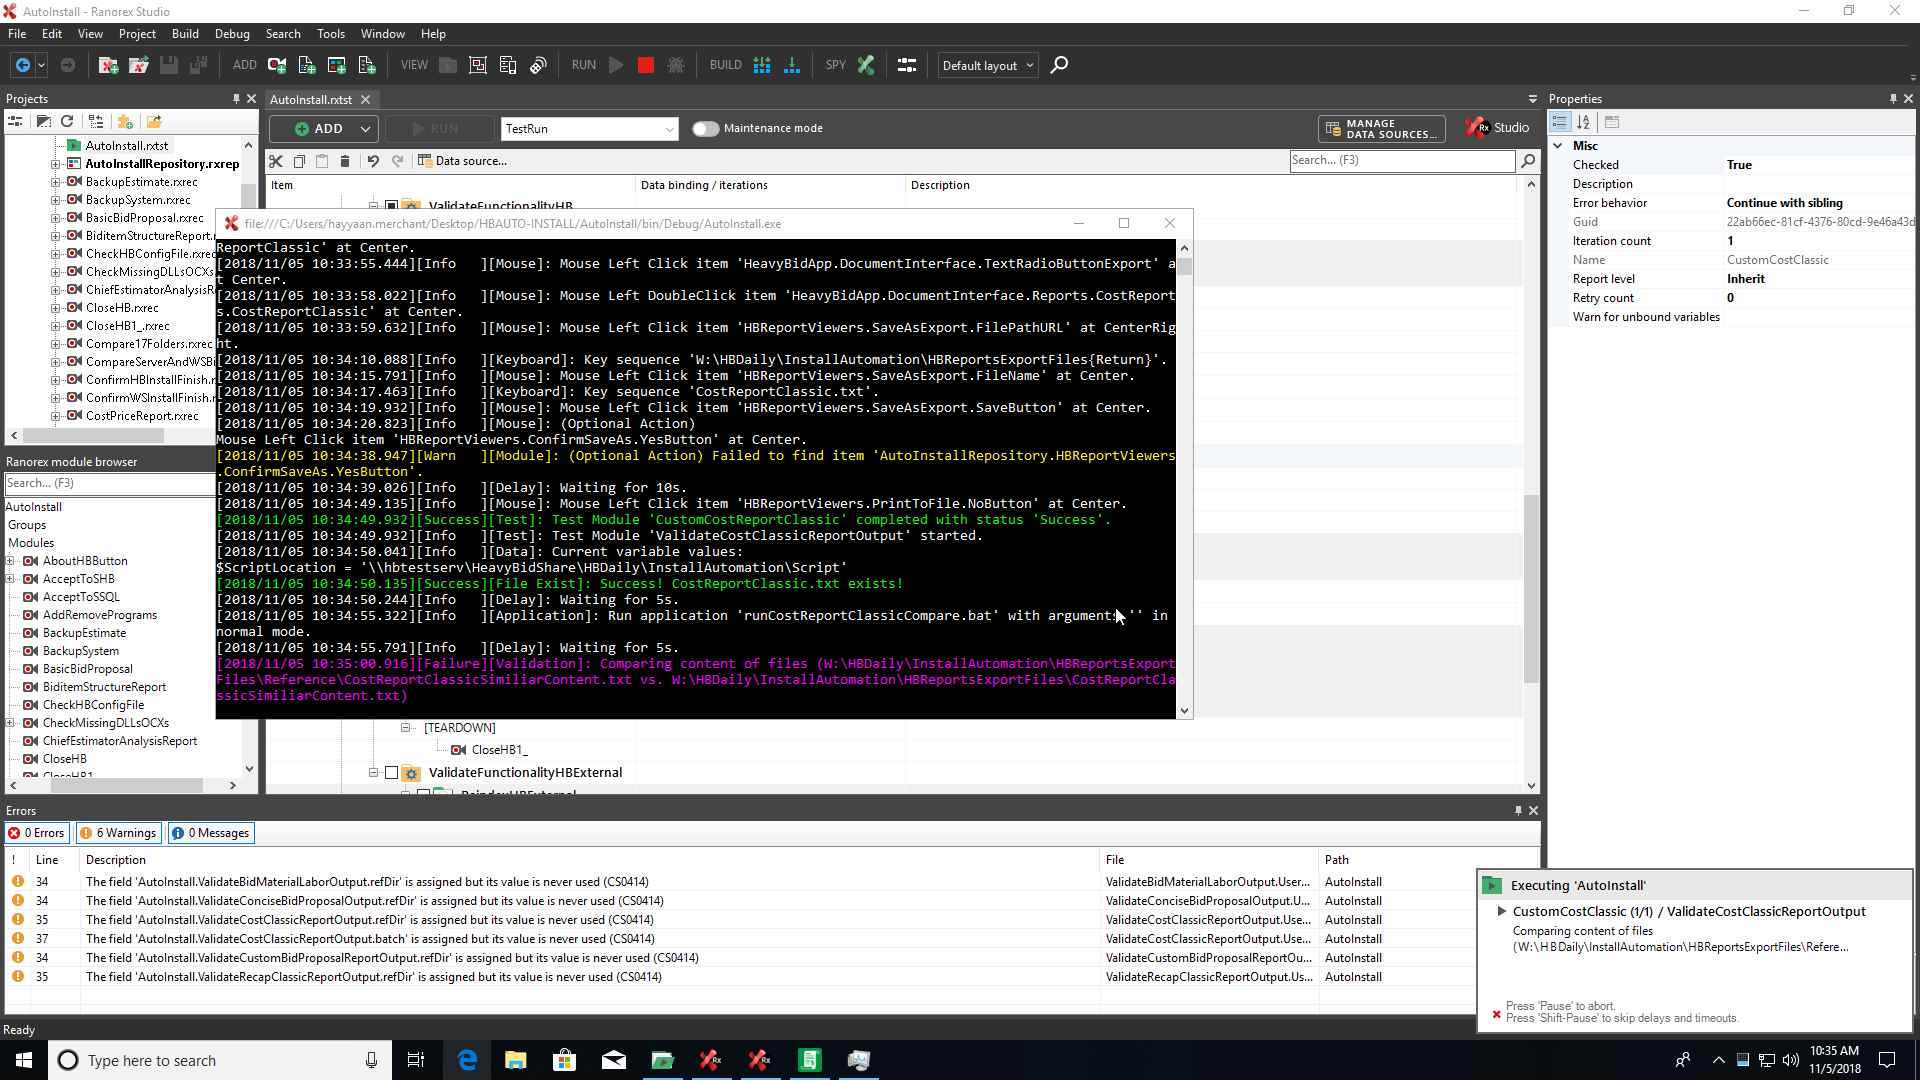 AutoInstall - Ranorex Studio
File Edit View Project Build Debug Search Tools Window Help
ADD VIEW RUN BUILD SPY Default layout
Projects
AutoInstall.rxtst
Properties
ADD RUN TestRun Maintenance mode MANAGE DATA SOURCES... Studio
Data source... Search... (F3)
Item Data binding / iterations Description
AutoInstall.rxtst
AutoInstallRepository.rxrep
BackupEstimate.rxrec
BackupSystem.rxrec
BasicBidProposal.rxrec
BiditemStructureReport.r
CheckHBConfigFile.rxrec
CheckMissingDLLsOCXs
ChiefEstimatorAnalysisR
CloseHB.rxrec
CloseHB1_.rxrec
Compare17Folders.rxrec
CompareServerAndWSBi
ConfirmHBInstallFinish.r
ConfirmWSInstallFinish.r
CostPriceReport.rxrec
ValidateFunctionalityHB
file:///C:/Users/hayyaan.merchant/Desktop/HBAUTO-INSTALL/AutoInstall/bin/Debug/AutoInstall.exe
ReportClassic' at Center.
[2018/11/05 10:33:55.444][Info   ][Mouse]: Mouse Left Click item 'HeavyBidApp.DocumentInterface.TextRadioButtonExport' a
t Center.
[2018/11/05 10:33:58.022][Info   ][Mouse]: Mouse Left DoubleClick item 'HeavyBidApp.DocumentInterface.Reports.CostReport
s.CostReportClassic' at Center.
[2018/11/05 10:33:59.632][Info   ][Mouse]: Mouse Left Click item 'HBReportViewers.SaveAsExport.FilePathURL' at CenterRig
ht.
[2018/11/05 10:34:10.088][Info   ][Keyboard]: Key sequence 'W:\HBDaily\InstallAutomation\HBReportsExportFiles{Return}'.
[2018/11/05 10:34:15.791][Info   ][Mouse]: Mouse Left Click item 'HBReportViewers.SaveAsExport.FileName' at Center.
[2018/11/05 10:34:17.463][Info   ][Keyboard]: Key sequence 'CostReportClassic.txt'.
[2018/11/05 10:34:19.932][Info   ][Mouse]: Mouse Left Click item 'HBReportViewers.SaveAsExport.SaveButton' at Center.
[2018/11/05 10:34:20.823][Info   ][Mouse]: (Optional Action)
Mouse Left Click item 'HBReportViewers.ConfirmSaveAs.YesButton' at Center.
[2018/11/05 10:34:38.947][Warn   ][Module]: (Optional Action) Failed to find item 'AutoInstallRepository.HBReportViewers
.ConfirmSaveAs.YesButton'.
[2018/11/05 10:34:39.026][Info   ][Delay]: Waiting for 10s.
[2018/11/05 10:34:49.135][Info   ][Mouse]: Mouse Left Click item 'HBReportViewers.PrintToFile.NoButton' at Center.
[2018/11/05 10:34:49.932][Success][Test]: Test Module 'CustomCostReportClassic' completed with status 'Success'.
[2018/11/05 10:34:49.932][Info   ][Test]: Test Module 'ValidateCostClassicReportOutput' started.
[2018/11/05 10:34:50.041][Info   ][Data]: Current variable values:
$ScriptLocation = '\\hbtestserv\HeavyBidShare\HBDaily\InstallAutomation\Script'
[2018/11/05 10:34:50.135][Success][File Exist]: Success! CostReportClassic.txt exists!
[2018/11/05 10:34:50.244][Info   ][Delay]: Waiting for 5s.
[2018/11/05 10:34:55.322][Info   ][Application]: Run application 'runCostReportClassicCompare.bat' with arguments '' in
normal mode.
[2018/11/05 10:34:55.791][Info   ][Delay]: Waiting for 5s.
[2018/11/05 10:35:00.916][Failure][Validation]: Comparing content of files (W:\HBDaily\InstallAutomation\HBReportsExport
Files\Reference\CostReportClassicSimiliarContent.txt vs. W:\HBDaily\InstallAutomation\HBReportsExportFiles\CostReportCla
ssicSimiliarContent.txt)
[TEARDOWN]
CloseHB1_
ValidateFunctionalityHBExternal
Misc
Checked True
Description
Error behavior Continue with sibling
Guid 22ab66ec-81cf-4376-80cd-9e46a43d
Iteration count 1
Name CustomCostClassic
Report level Inherit
Retry count 0
Warn for unbound variables
Ranorex module browser
Search... (F3)
AutoInstall
Groups
Modules
AboutHBButton
AcceptToSHB
AcceptToSSQL
AddRemovePrograms
BackupEstimate
BackupSystem
BasicBidProposal
BiditemStructureReport
CheckHBConfigFile
CheckMissingDLLsOCXs
ChiefEstimatorAnalysisReport
CloseHB
Errors
0 Errors 6 Warnings 0 Messages
! Line Description File Path
34 The field 'AutoInstall.ValidateBidMaterialLaborOutput.refDir' is assigned but its value is never used (CS0414) ValidateBidMaterialLaborOutput.User... AutoInstall
34 The field 'AutoInstall.ValidateConciseBidProposalOutput.refDir' is assigned but its value is never used (CS0414) ValidateConciseBidProposalOutput.U... AutoInstall
35 The field 'AutoInstall.ValidateCostClassicReportOutput.refDir' is assigned but its value is never used (CS0414) ValidateCostClassicReportOutput.Use... AutoInstall
37 The field 'AutoInstall.ValidateCostClassicReportOutput.batch' is assigned but its value is never used (CS0414) ValidateCostClassicReportOutput.Use... AutoInstall
34 The field 'AutoInstall.ValidateCustomBidProposalReportOutput.refDir' is assigned but its value is never used (CS0414) ValidateCustomBidProposalReportOu... AutoInstall
35 The field 'AutoInstall.ValidateRecapClassicReportOutput.refDir' is assigned but its value is never used (CS0414) ValidateRecapClassicReportOutput.Us... AutoInstall
Executing 'AutoInstall'
CustomCostClassic (1/1) / ValidateCostClassicReportOutput
Comparing content of files
(W:\HBDaily\InstallAutomation\HBReportsExportFiles\Refere...
Press 'Pause' to abort.
Press 'Shift-Pause' to skip delays and timeouts.
Ready
Type here to search
10:35 AM
11/5/2018